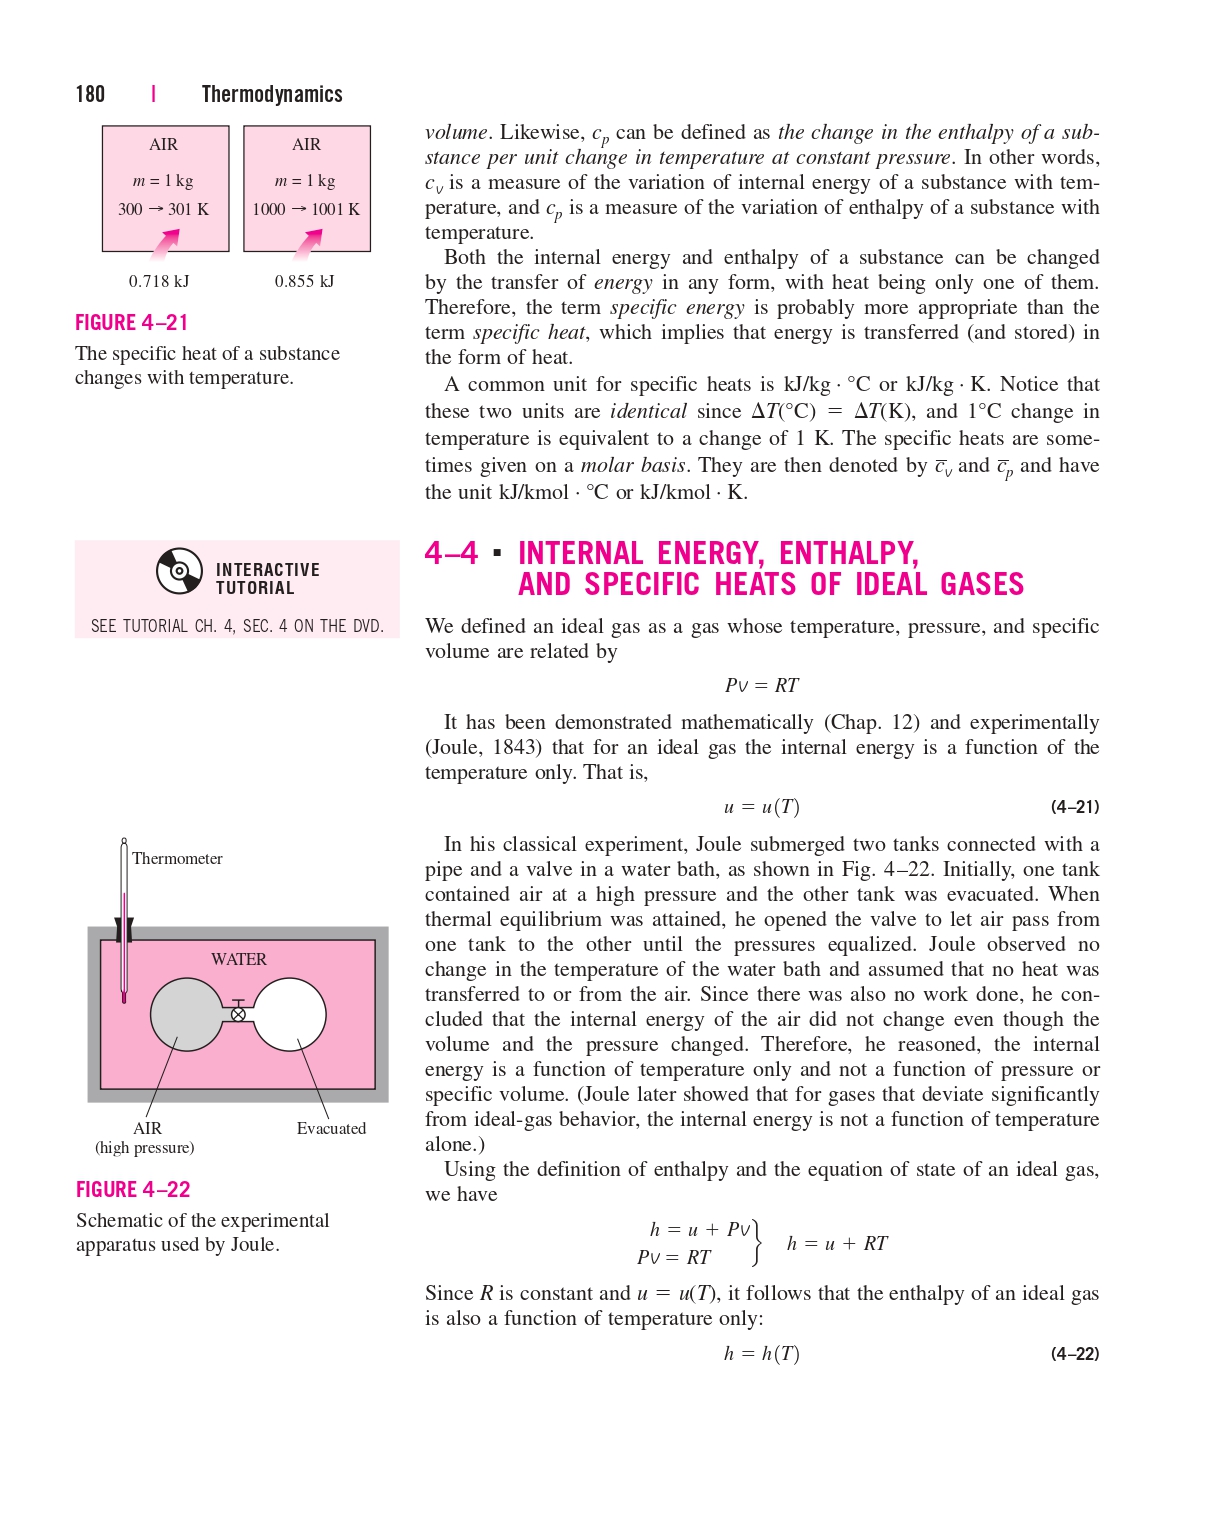 180 | Thermodynamics
AIR
m = 1 kg
300 → 301 K
AIR
m = 1 kg
1000 → 1001 K
0.718 kJ
0.855 kJ
FIGURE 4–21
The specific heat of a substance
changes with temperature.
volume. Likewise, cp can be defined as the change in the enthalpy of a sub-
stance per unit change in temperature at constant pressure. In other words,
cv is a measure of the variation of internal energy of a substance with tem-
perature, and cp is a measure of the variation of enthalpy of a substance with
temperature.
Both the internal energy and enthalpy of a substance can be changed
by the transfer of energy in any form, with heat being only one of them.
Therefore, the term specific energy is probably more appropriate than the
term specific heat, which implies that energy is transferred (and stored) in
the form of heat.
A common unit for specific heats is kJ/kg · °C or kJ/kg · K. Notice that
these two units are identical since ΔT(°C) = ΔT(K), and 1°C change in
temperature is equivalent to a change of 1 K. The specific heats are some-
times given on a molar basis. They are then denoted by c̅v and c̅p and have
the unit kJ/kmol · °C or kJ/kmol · K.
INTERACTIVE
TUTORIAL
SEE TUTORIAL CH. 4, SEC. 4 ON THE DVD.
4–4 ▪ INTERNAL ENERGY, ENTHALPY,
AND SPECIFIC HEATS OF IDEAL GASES
We defined an ideal gas as a gas whose temperature, pressure, and specific
volume are related by
Pv = RT
It has been demonstrated mathematically (Chap. 12) and experimentally
(Joule, 1843) that for an ideal gas the internal energy is a function of the
temperature only. That is,
u = u(T) (4–21)
In his classical experiment, Joule submerged two tanks connected with a
pipe and a valve in a water bath, as shown in Fig. 4–22. Initially, one tank
contained air at a high pressure and the other tank was evacuated. When
thermal equilibrium was attained, he opened the valve to let air pass from
one tank to the other until the pressures equalized. Joule observed no
change in the temperature of the water bath and assumed that no heat was
transferred to or from the air. Since there was also no work done, he con-
cluded that the internal energy of the air did not change even though the
volume and the pressure changed. Therefore, he reasoned, the internal
energy is a function of temperature only and not a function of pressure or
specific volume. (Joule later showed that for gases that deviate significantly
from ideal-gas behavior, the internal energy is not a function of temperature
alone.)
Using the definition of enthalpy and the equation of state of an ideal gas,
we have
h = u + Pv
Pv = RT
} h = u + RT
Since R is constant and u = u(T), it follows that the enthalpy of an ideal gas
is also a function of temperature only:
h = h(T) (4–22)
Thermometer
WATER
AIR
(high pressure)
Evacuated
FIGURE 4–22
Schematic of the experimental
apparatus used by Joule.